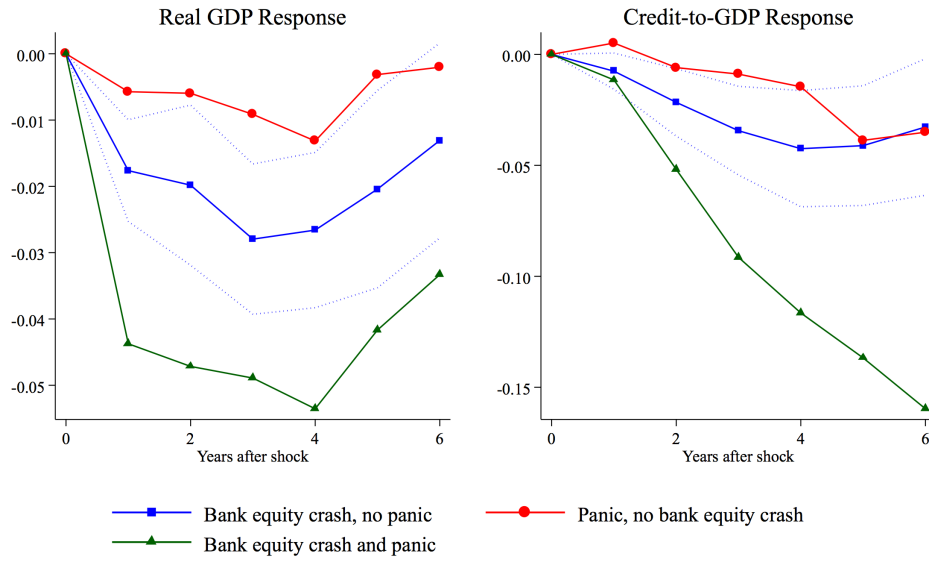 Real GDP Response
0.00
-0.01
-0.02
-0.03
-0.04
-0.05
0 2 4 6
Years after shock
Credit-to-GDP Response
0.00
-0.05
-0.10
-0.15
0 2 4 6
Years after shock
Bank equity crash, no panic
Panic, no bank equity crash
Bank equity crash and panic